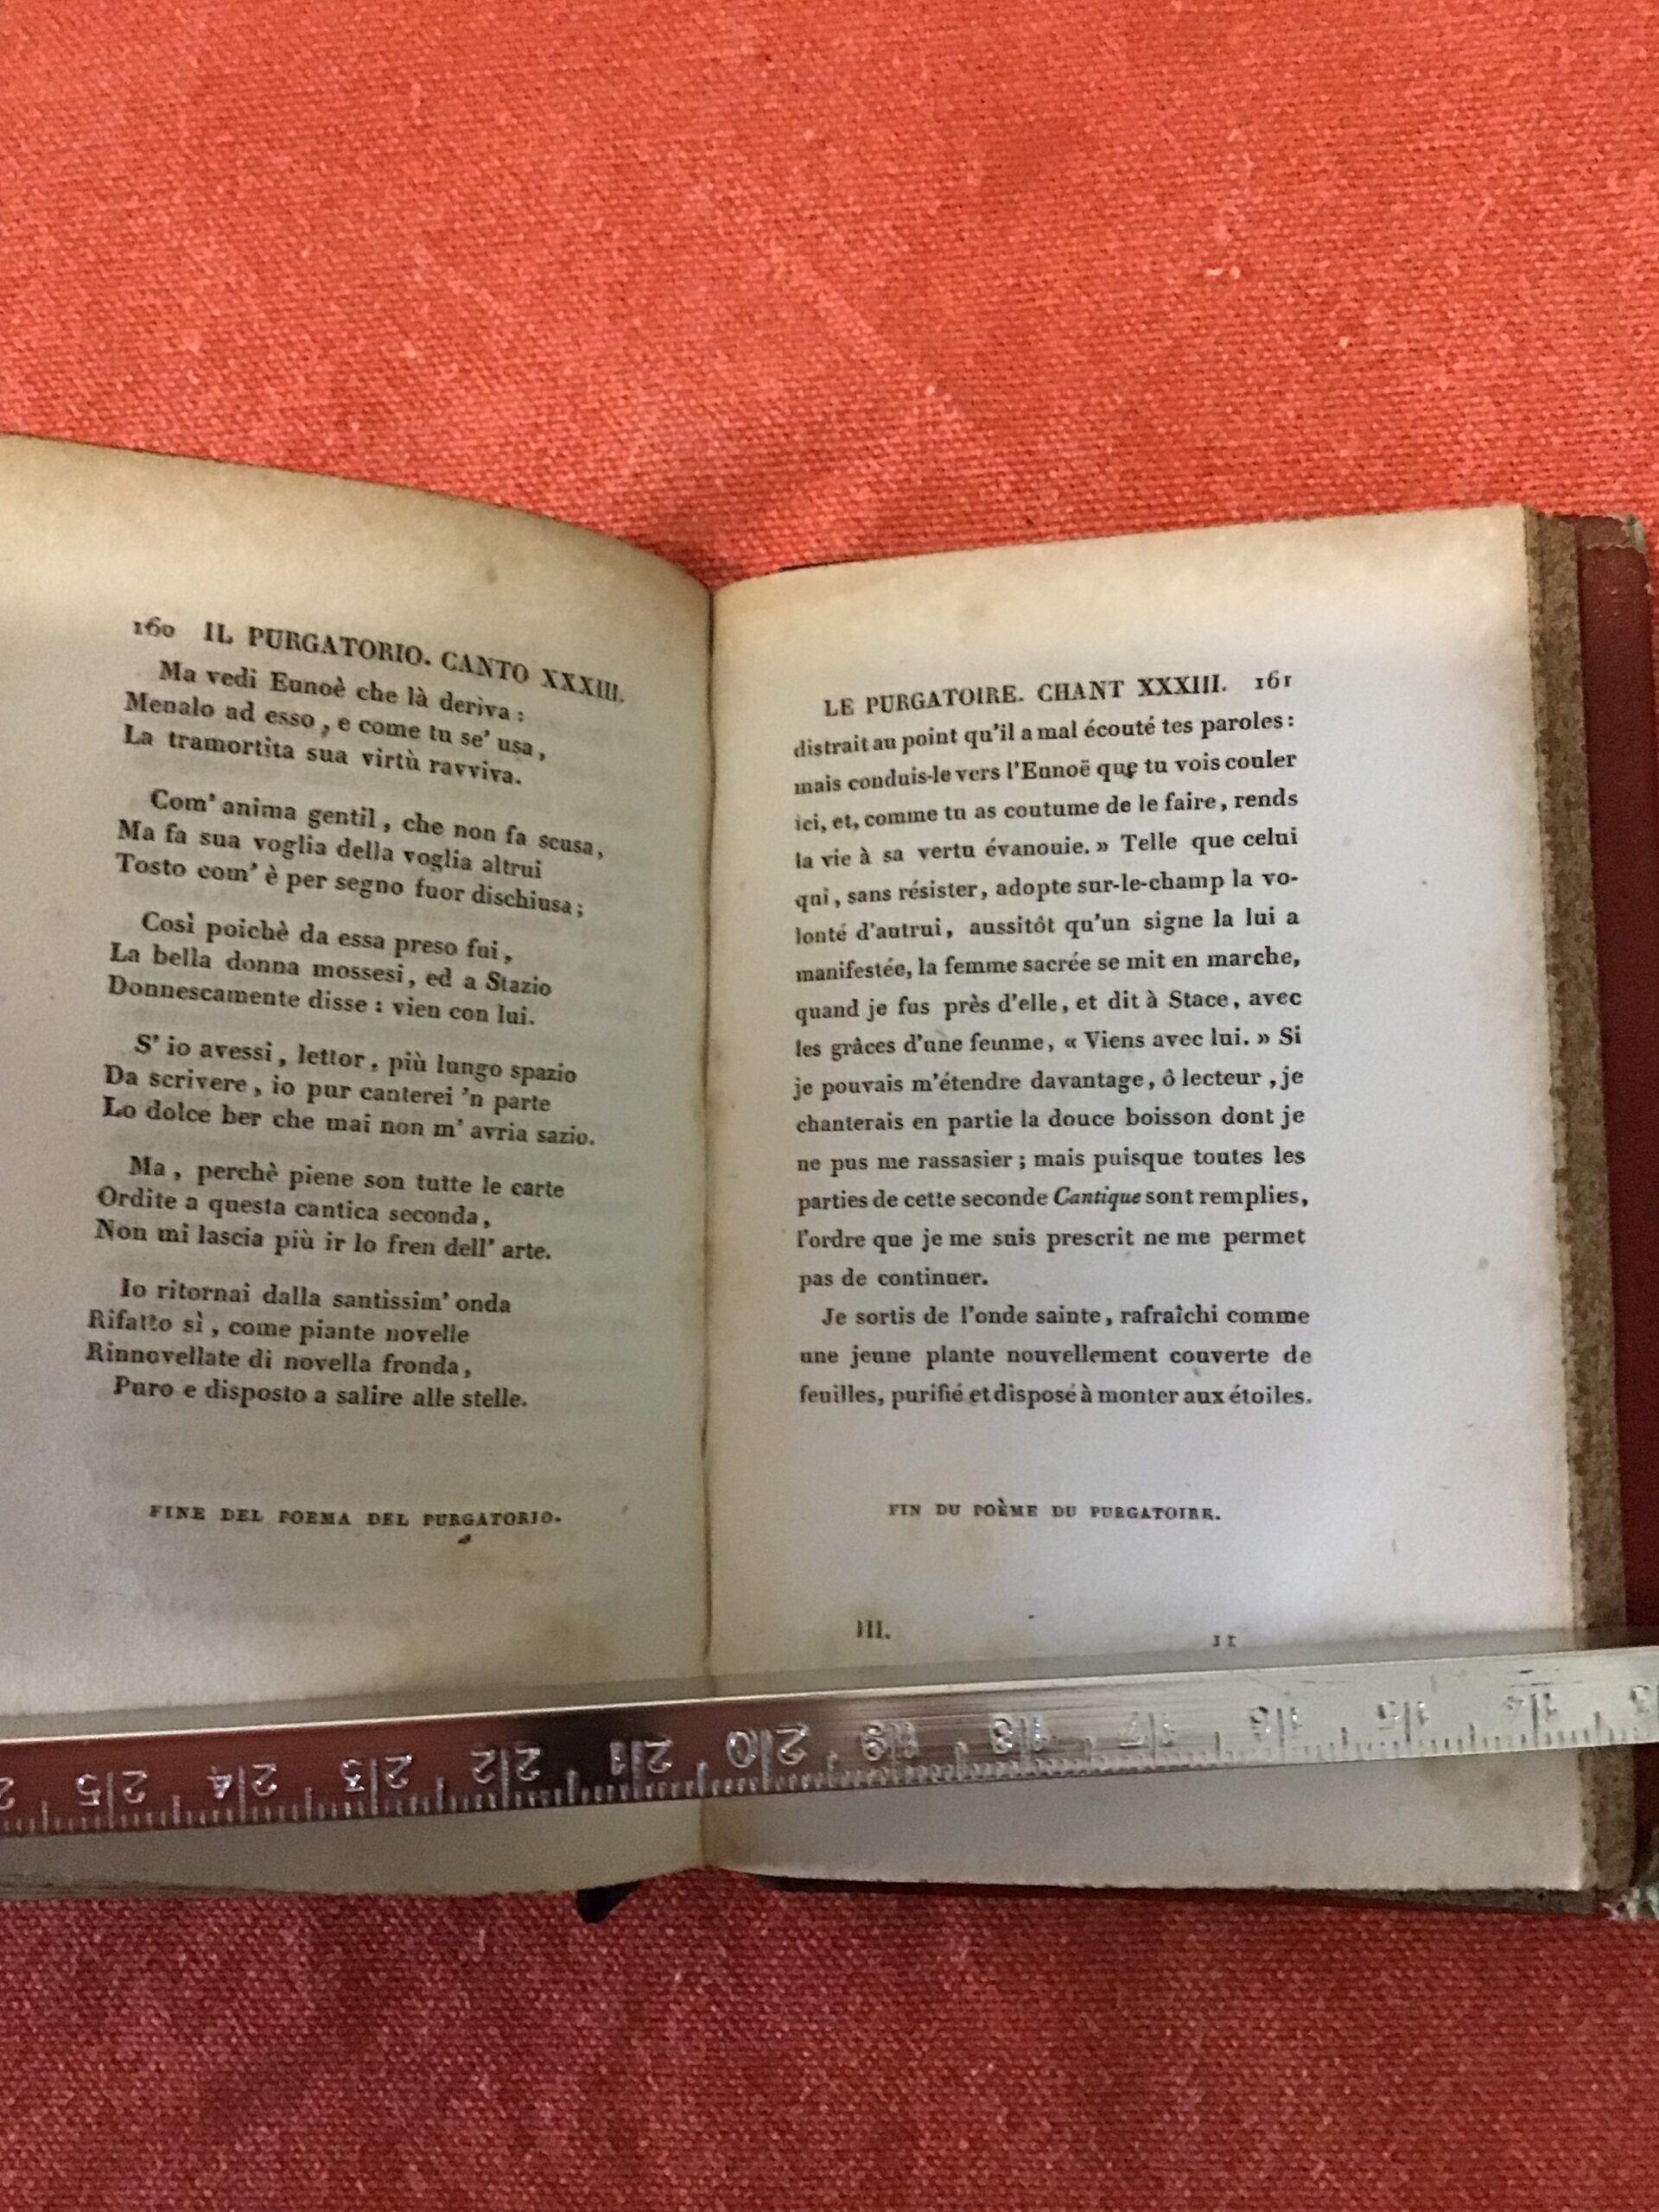 160 IL PURGATORIO. CANTO XXXIII.
Ma vedi Eunoè che là deriva :
Menalo ad esso, e come tu se' usa,
La tramortita sua virtù ravviva.
Com' anima gentil, che non fa scusa,
Ma fa sua voglia della voglia altrui
Tosto com' è per segno fuor dischiusa;
Così poichè da essa preso fui,
La bella donna mossesi, ed a Stazio
Donnescamente disse : vien con lui.
S' io avessi, lettor, più lungo spazio
Da scrivere, io pur canterei 'n parte
Lo dolce ber che mai non m' avria sazio.
Ma, perchè piene son tutte le carte
Ordite a questa cantica seconda,
Non mi lascia più ir lo fren dell' arte.
Io ritornai dalla santissim' onda
Rifatto sì, come piante novelle
Rinnovellate di novella fronda,
Puro e disposto a salire alle stelle.
FINE DEL POEMA DEL PURGATORIO.
LE PURGATOIRE. CHANT XXXIII. 161
distrait au point qu'il a mal écouté tes paroles :
mais conduis-le vers l'Eunoë que tu vois couler
ici, et, comme tu as coutume de le faire, rends
la vie à sa vertu évanouie. » Telle que celui
qui, sans résister, adopte sur-le-champ la vo-
lonté d'autrui, aussitôt qu'un signe la lui a
manifestée, la femme sacrée se mit en marche,
quand je fus près d'elle, et dit à Stace, avec
les grâces d'une femme, « Viens avec lui. » Si
je pouvais m'étendre davantage, ô lecteur, je
chanterais en partie la douce boisson dont je
ne pus me rassasier ; mais puisque toutes les
parties de cette seconde Cantique sont remplies,
l'ordre que je me suis prescrit ne me permet
pas de continuer.
Je sortis de l'onde sainte, rafraîchi comme
une jeune plante nouvellement couverte de
feuilles, purifié et disposé à monter aux étoiles.
FIN DU POÈME DU PURGATOIRE.
III. 11
25 24 23 22 21 20 19 18 17 16 15 14 13